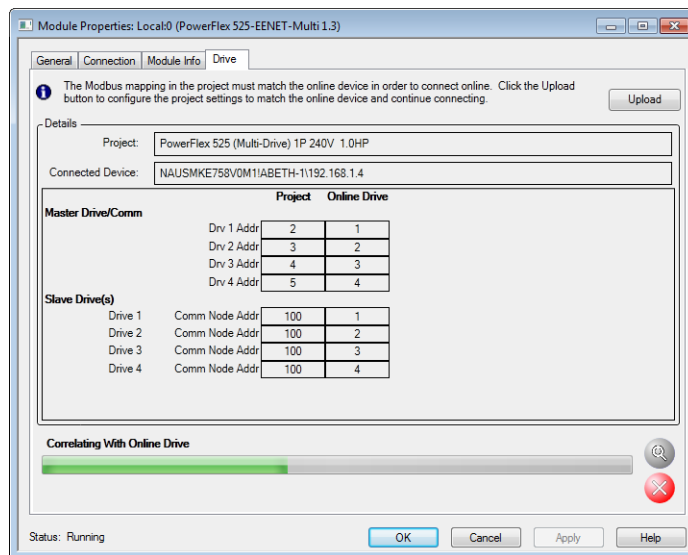 Module Properties: Local:0 (PowerFlex 525-EENET-Multi 1.3)
General Connection Module Info Drive
The Modbus mapping in the project must match the online device in order to connect online. Click the Upload
button to configure the project settings to match the online device and continue connecting.
Upload
Details
Project: PowerFlex 525 (Multi-Drive) 1P 240V 1.0HP
Connected Device: NAUSMKE758V0M1!ABETH-1\192.168.1.4
Project Online Drive
Master Drive/Comm
Drv 1 Addr 2 1
Drv 2 Addr 3 2
Drv 3 Addr 4 3
Drv 4 Addr 5 4
Slave Drive(s)
Drive 1 Comm Node Addr 100 1
Drive 2 Comm Node Addr 100 2
Drive 3 Comm Node Addr 100 3
Drive 4 Comm Node Addr 100 4
Correlating With Online Drive
Status: Running
OK Cancel Apply Help